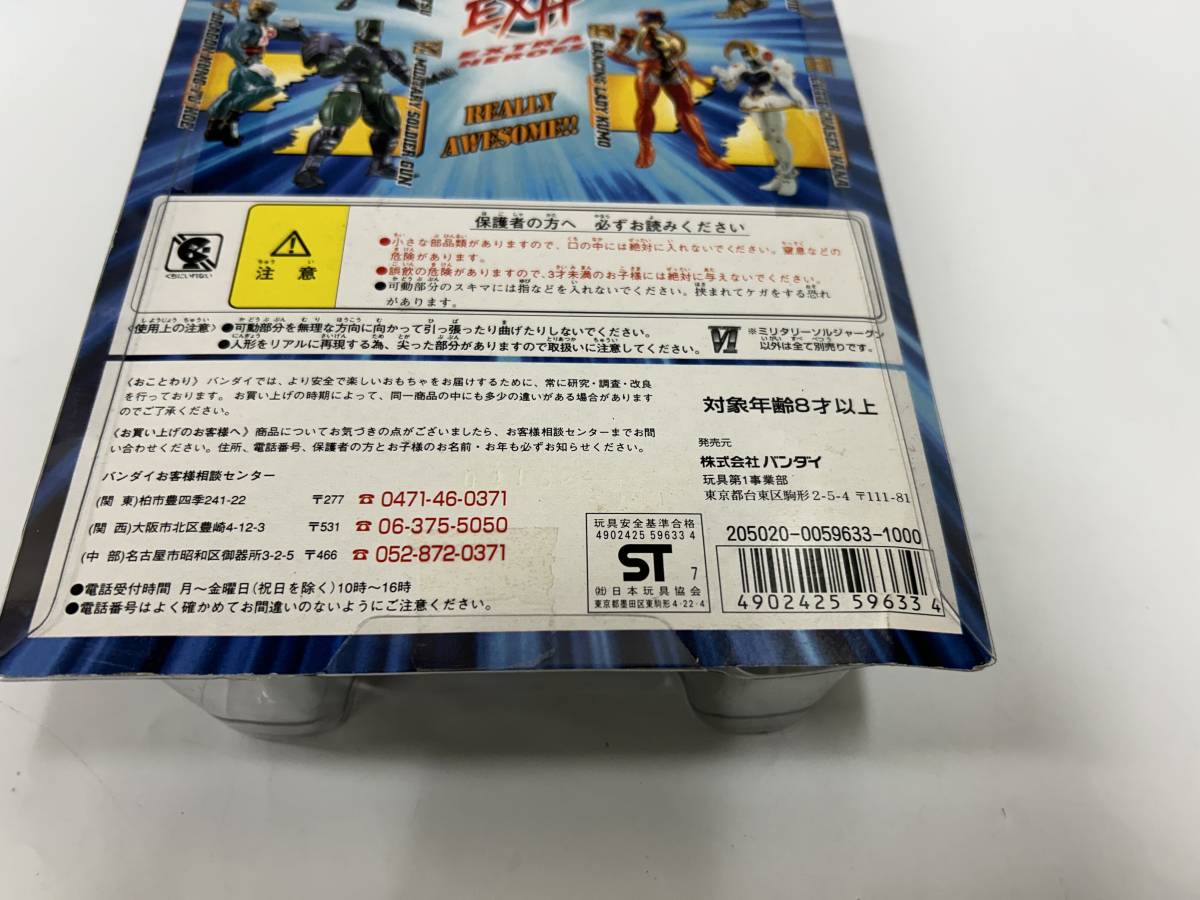 EXH
EXTRA
HEROES
REALLY
AWESOME!!
MILITARY SOLDIER GUN
DANCING LADY KUMO
くちにいれない
注意
ちゅうい
保護者の方へ 必ずお読みください
●小さな部品類がありますので、口の中には絶対に入れないでください。窒息などの
危険があります。
●誤飲の危険がありますので、3才未満のお子様には絶対に与えないでください。
●可動部分のスキマには指などを入れないでください。挟まれてケガをする恐れ
があります。
〈使用上の注意〉●可動部分を無理な方向に向かって引っ張ったり曲げたりしないでください。
●人形をリアルに再現する為、尖った部分がありますので取扱いに注意してください。
VI
※ミリタリーソルジャーグン
以外は全て別売りです。
《おことわり》バンダイでは、より安全で楽しいおもちゃをお届けするために、常に研究・調査・改良
を行っております。お買い上げの時期によって、同一商品の中にも多少の違いがある場合があります
のでご了承ください。
《お買い上げのお客様へ》商品についてお気づきの点がございましたら、お客様相談センターまでお問
い合わせください。住所、電話番号、保護者の方とお子様のお名前・お年も必ずお知らせください。
バンダイお客様相談センター
(関 東)柏市豊四季241-22 〒277 ☎ 0471-46-0371
(関 西)大阪市北区豊崎4-12-3 〒531 ☎ 06-375-5050
(中 部)名古屋市昭和区御器所3-2-5 〒466 ☎ 052-872-0371
●電話受付時間 月〜金曜日(祝日を除く)10時〜16時
●電話番号はよく確かめてお間違いのないようにご注意ください。
対象年齢8才以上
発売元
株式会社バンダイ
玩具第1事業部
東京都台東区駒形2-5-4 〒111-81
玩具安全基準合格
4902425 59633 4
ST 7
(社)日本玩具協会
東京都墨田区東駒形4-22-4
205020-0059633-1000
4 902425 596334